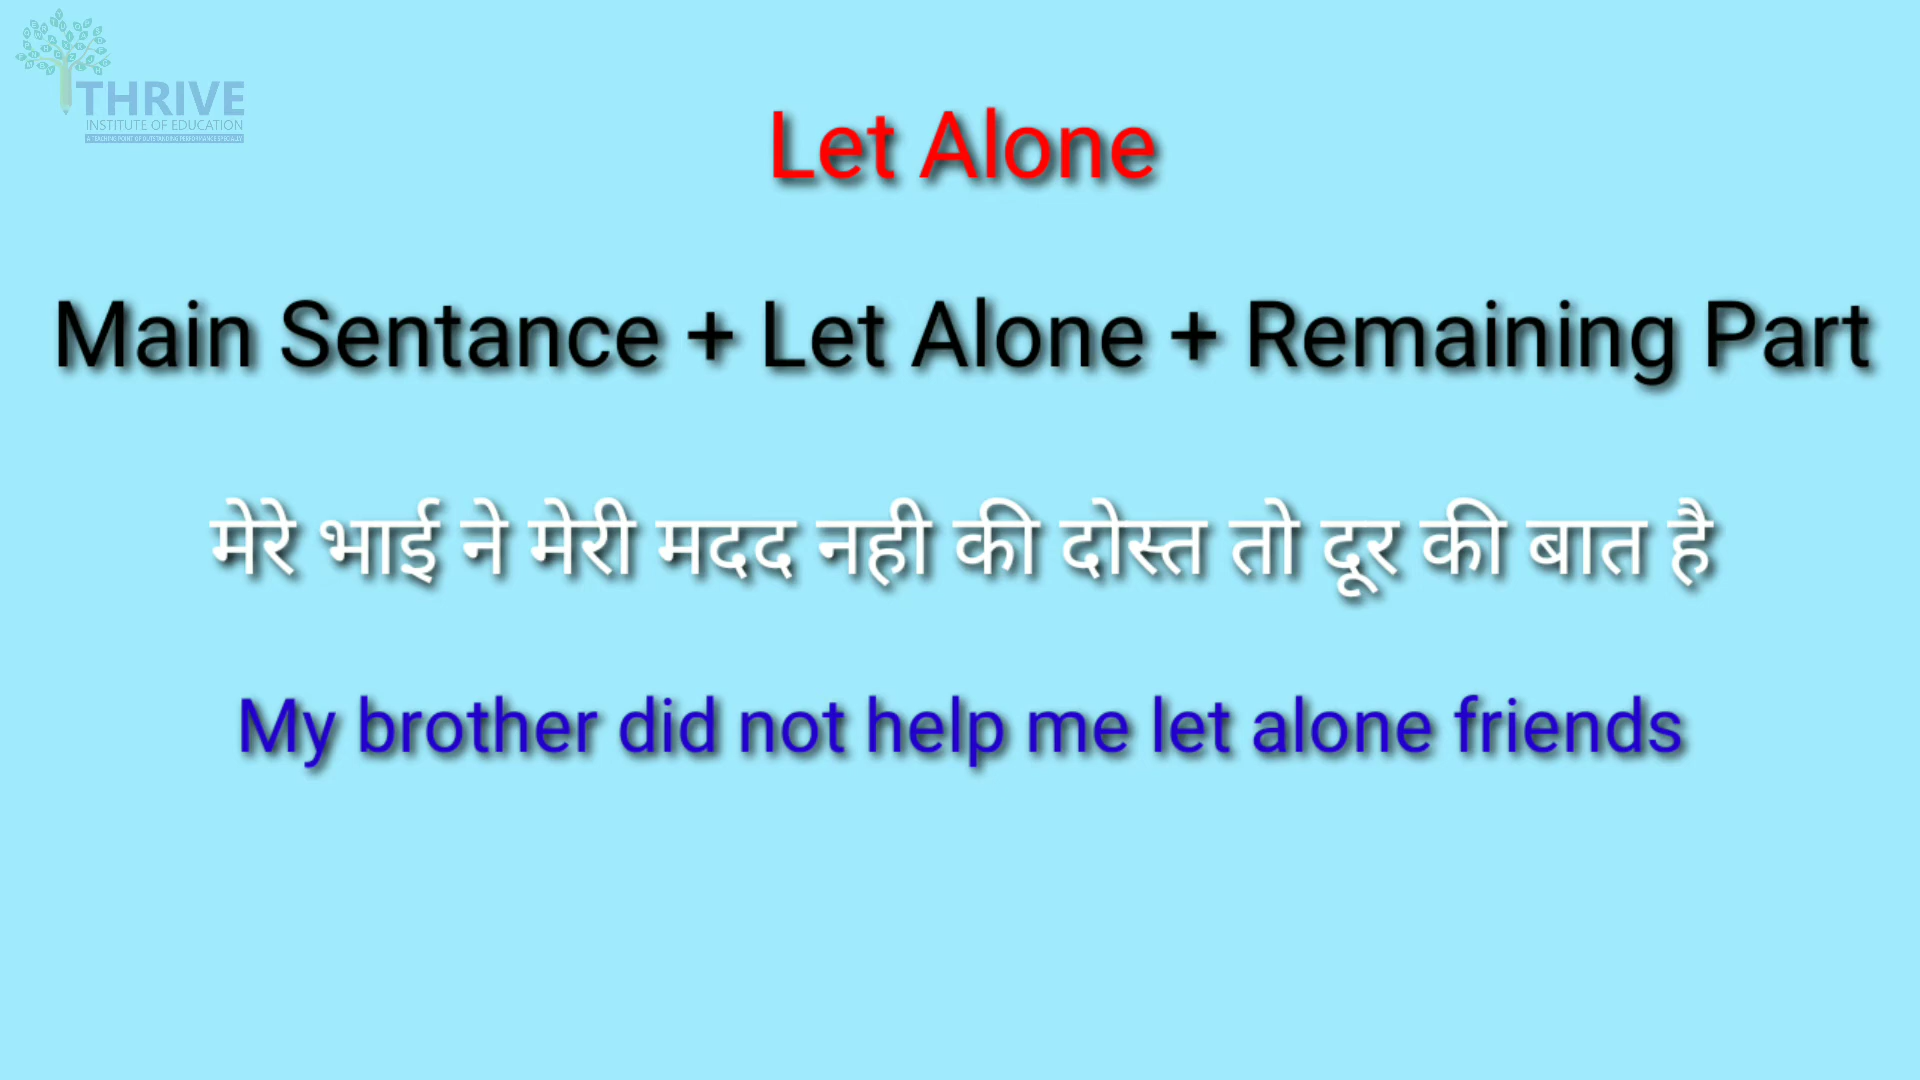 THRIVE
INSTITUTE OF EDUCATION
Let Alone
Main Sentance + Let Alone + Remaining Part
मेरे भाई ने मेरी मदद नही की दोस्त तो दूर की बात है
My brother did not help me let alone friends